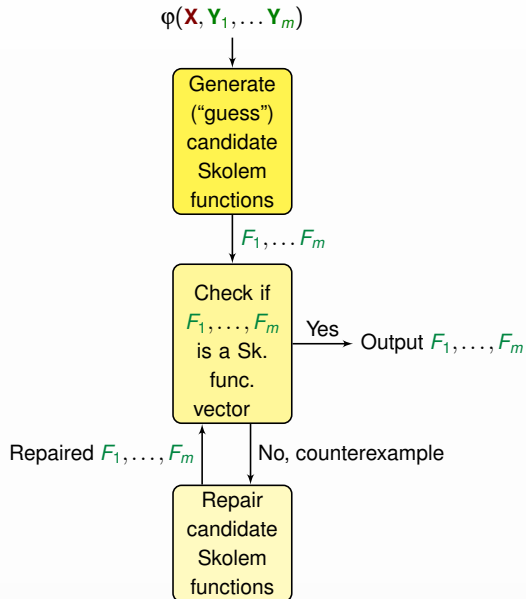 φ(X, Y₁, … Yₘ)
Generate
(“guess”)
candidate
Skolem
functions
F₁, … Fₘ
Check if
F₁, …, Fₘ
is a Sk.
func.
vector
Yes
Output F₁, …, Fₘ
Repaired F₁, …, Fₘ
No, counterexample
Repair
candidate
Skolem
functions